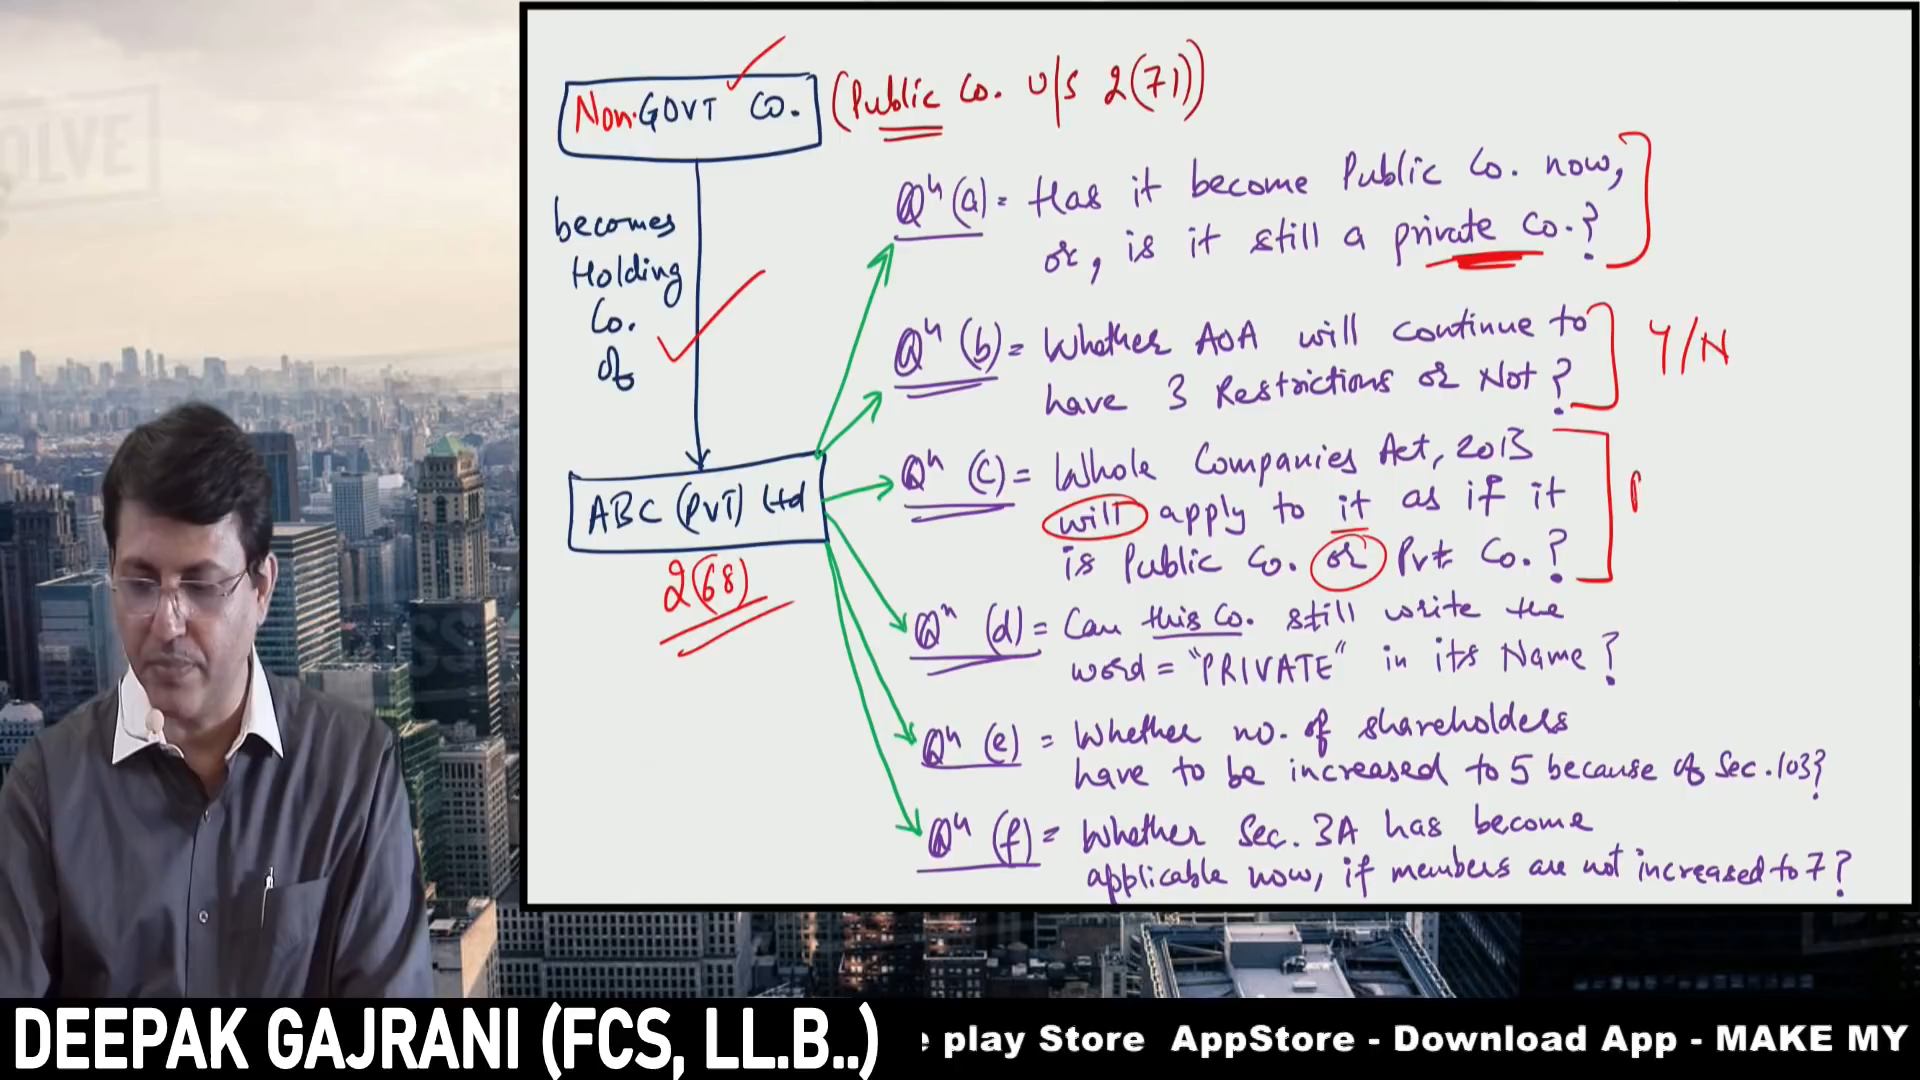 Non-GOVT Co. (Public Co. U/S 2(71))
becomes
Holding
Co.
of
ABC (PVT) Ltd
2(68)
Qn (a) = Has it become Public Co. now,
or, is it still a private Co.?
Qn (b) = Whether AOA will continue to
have 3 Restrictions or Not?
Y/N
Qn (c) = Whole Companies Act, 2013
will apply to it as if it
is Public Co. or Pvt Co.?
Qn (d) = Can this Co. still write the
word = "PRIVATE" in its Name?
Qn (e) = Whether no. of shareholders
have to be increased to 5 because of Sec. 103?
Qn (f) = Whether Sec. 3A has become
applicable now, if members are not increased to 7?
DEEPAK GAJRANI (FCS, LL.B..)
play Store AppStore - Download App - MAKE MY